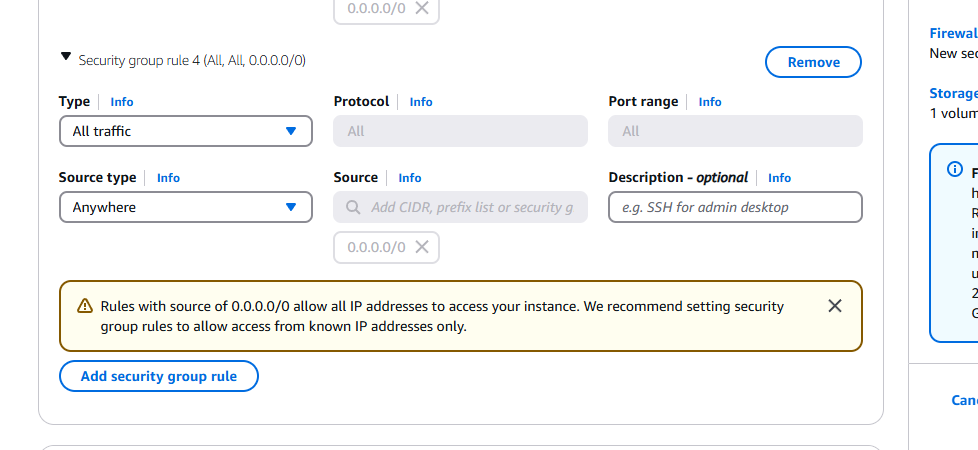 0.0.0.0/0
Security group rule 4 (All, All, 0.0.0.0/0)
Remove
Type Info
Protocol Info
Port range Info
All traffic
All
All
Source type Info
Source Info
Description - optional Info
Anywhere
Add CIDR, prefix list or security g
e.g. SSH for admin desktop
0.0.0.0/0
Rules with source of 0.0.0.0/0 allow all IP addresses to access your instance. We recommend setting security
group rules to allow access from known IP addresses only.
Add security group rule
Firewal
New sec
Storage
1 volum
F
h
R
i
n
u
2
G
Canc